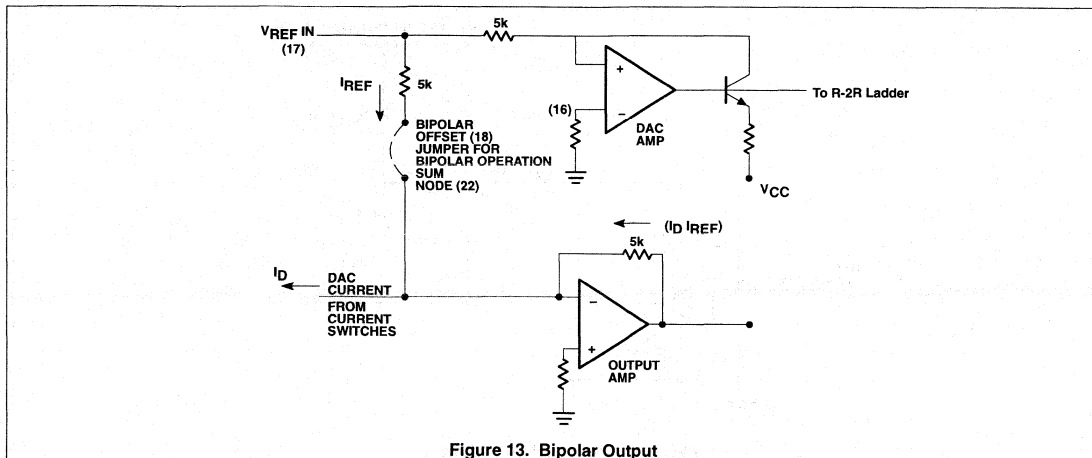 5k
VREF IN
(17)
IREF
5k
+
(16)
−
DAC
AMP
To R-2R Ladder
BIPOLAR
OFFSET (18)
JUMPER FOR
BIPOLAR OPERATION
SUM
NODE (22)
VCC
(ID IREF)
5k
ID
DAC
CURRENT
FROM
CURRENT
SWITCHES
−
+
OUTPUT
AMP
Figure 13. Bipolar Output